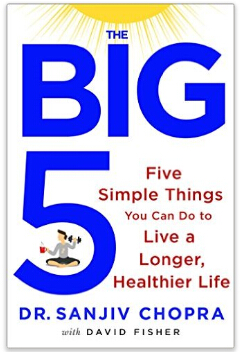 THE
BIG
5
Five
Simple Things
You Can Do to
Live a
Longer,
Healthier Life
DR. SANJIV CHOPRA
with DAVID FISHER